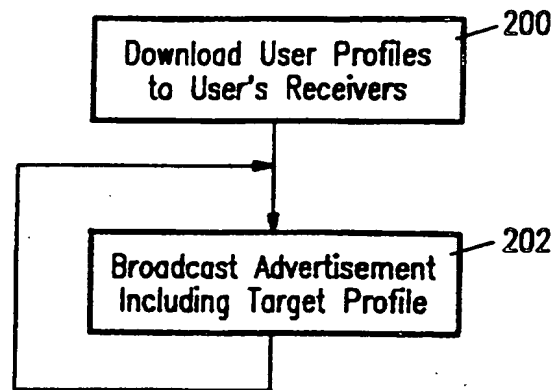 200
Download User Profiles
to User's Receivers
202
Broadcast Advertisement
Including Target Profile